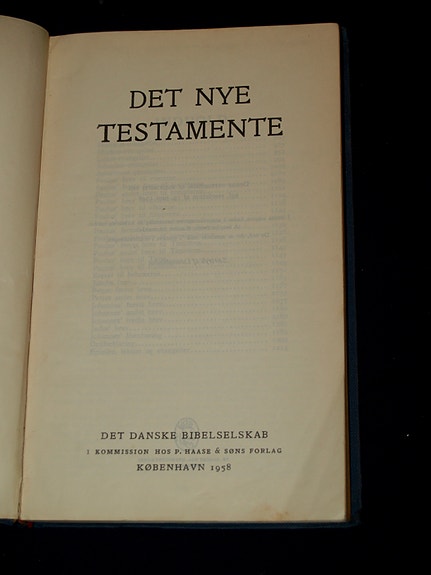 DET NYE
TESTAMENTE
DET DANSKE BIBELSELSKAB
I KOMMISSION HOS P. HAASE & SØNS FORLAG
KØBENHAVN 1958